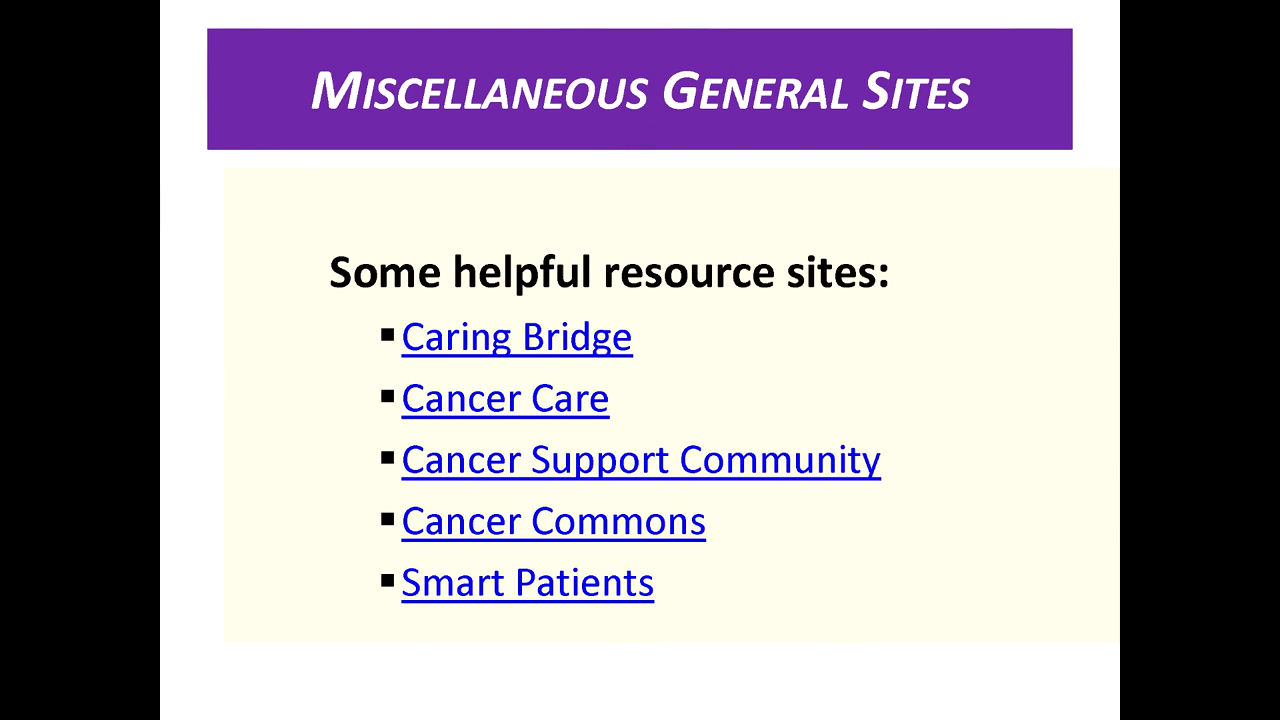 MISCELLANEOUS GENERAL SITES
Some helpful resource sites:
▪ Caring Bridge
▪ Cancer Care
▪ Cancer Support Community
▪ Cancer Commons
▪ Smart Patients